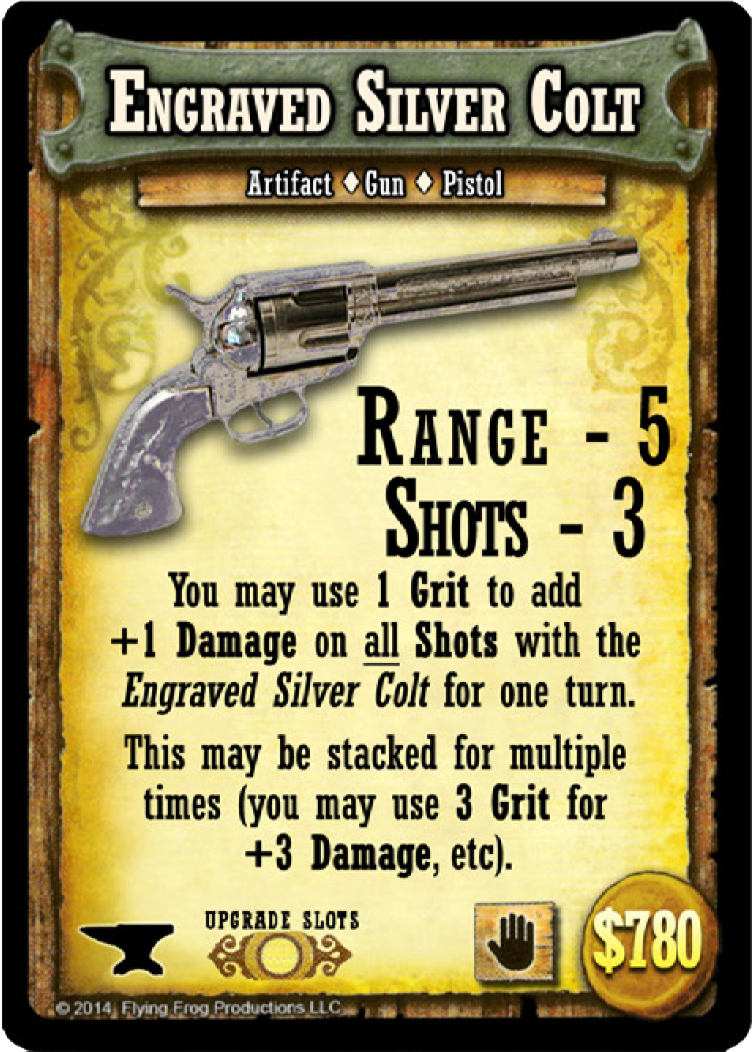 Engraved Silver Colt
Artifact ♦ Gun ♦ Pistol
Range - 5
Shots - 3
You may use 1 Grit to add
+1 Damage on all Shots with the
Engraved Silver Colt for one turn.
This may be stacked for multiple
times (you may use 3 Grit for
+3 Damage, etc).
UPGRADE SLOTS
$780
© 2014 Flying Frog Productions LLC